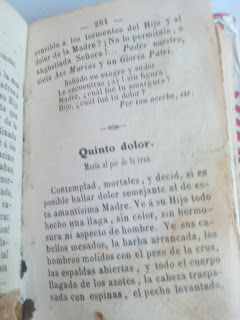 — 281 —
ensible a los tormentos del Hijo y al
dolor de la Madre? ¡No lo permitais, ó
angustiada Señora!... Padre nuestro,
siete Ave Marias y un Gloria Patri.
Bañado en sangre y sudor
Le encuentras ¡ay! ¡sin figura!
Madre, ¿cuál fué tu amargura?
Hijo, ¿cuál fué tu dolor?
Por tan acerbo, etc.
Quinto dolor.
María al pié de la cruz.
Contemplad, mortales, y decid, si es
posible hallar dolor semejante al de es-
ta amantísima Madre. Ve á su Hijo todo
hecho una llaga, sin color, sin hermosu-
ra ni aspecto de hombre. Ve sus ca-
bellos mesados, la barba arrancada, los
hombros molidos con el peso de la cruz,
las espaldas abiertas, y todo el cuerpo
llagado de los azotes, la cabeza traspa-
sada con espinas, el pecho levantado,